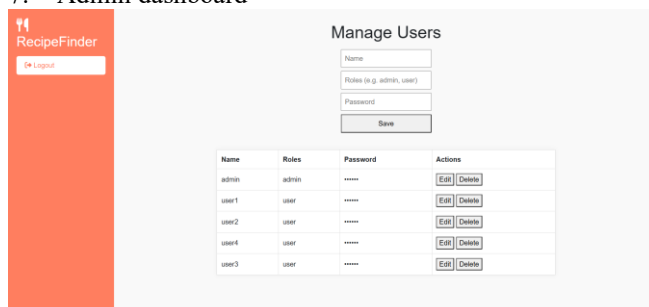 7. Admin dashboard
RecipeFinder
Logout
Manage Users
Name
Roles (e.g. admin, user)
Password
Save
Name Roles Password Actions
admin admin •••••• Edit Delete
user1 user •••••• Edit Delete
user2 user •••••• Edit Delete
user4 user •••••• Edit Delete
user3 user •••••• Edit Delete